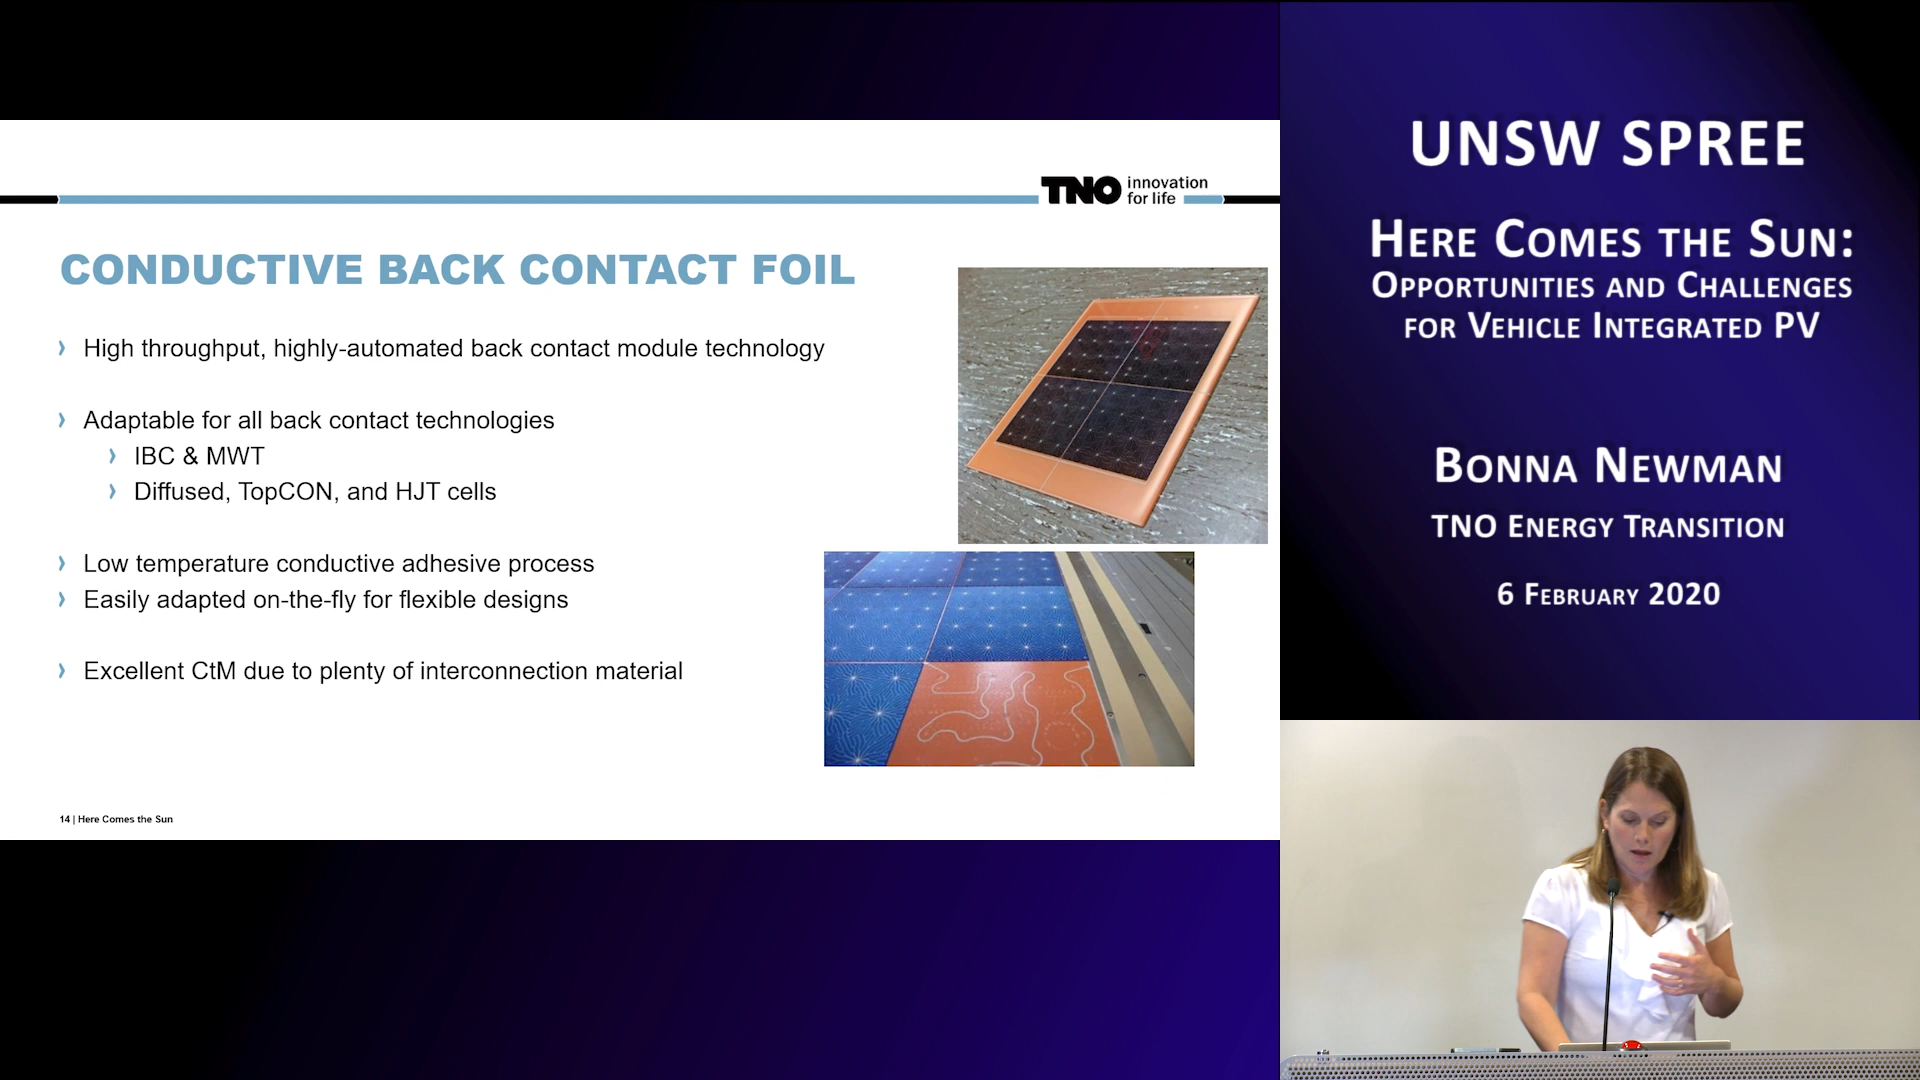 TNO innovation
for life
CONDUCTIVE BACK CONTACT FOIL
High throughput, highly-automated back contact module technology
Adaptable for all back contact technologies
IBC & MWT
Diffused, TopCON, and HJT cells
Low temperature conductive adhesive process
Easily adapted on-the-fly for flexible designs
Excellent CtM due to plenty of interconnection material
14 | Here Comes the Sun
UNSW SPREE
Here Comes the Sun:
Opportunities and Challenges
for Vehicle Integrated PV
Bonna Newman
TNO Energy Transition
6 February 2020